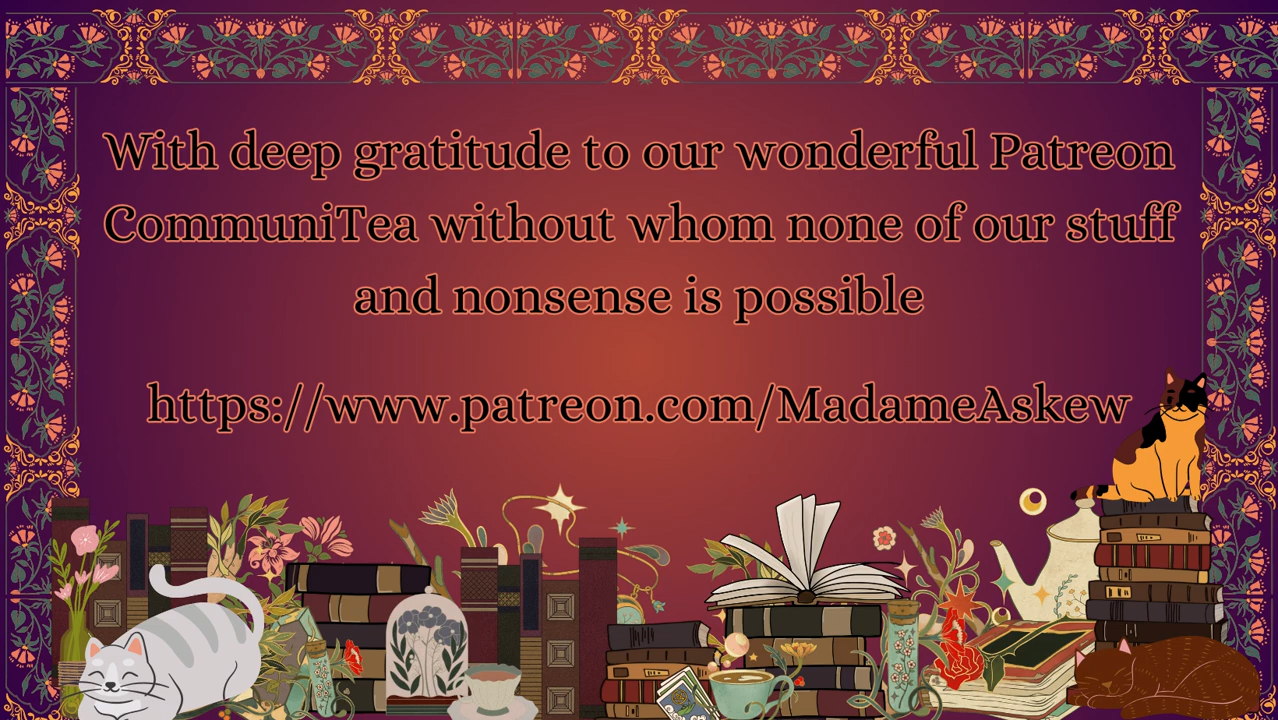 With deep gratitude to our wonderful Patreon
CommuniTea without whom none of our stuff
and nonsense is possible
https://www.patreon.com/MadameAskew